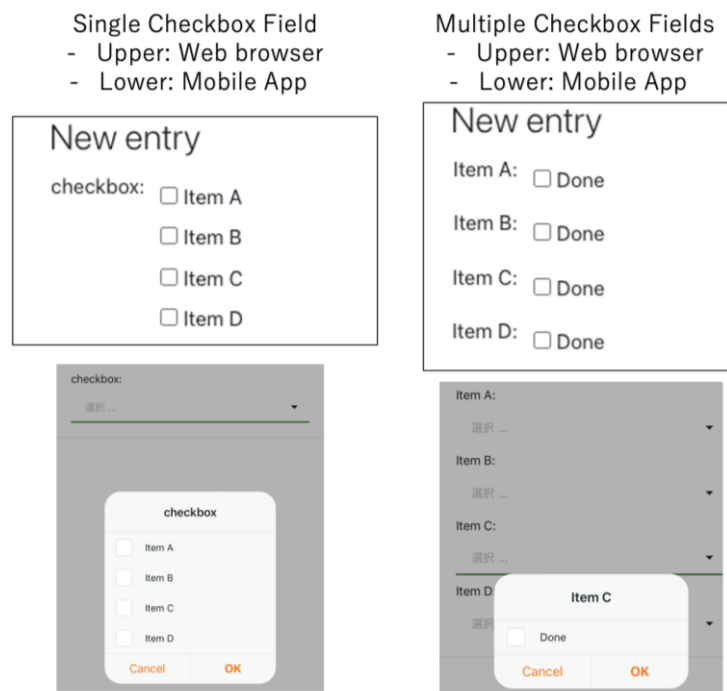 Single Checkbox Field
- Upper: Web browser
- Lower: Mobile App
New entry
checkbox:
Item A
Item B
Item C
Item D
checkbox:
選択 ...
checkbox
Item A
Item B
Item C
Item D
Cancel OK
Multiple Checkbox Fields
- Upper: Web browser
- Lower: Mobile App
New entry
Item A: Done
Item B: Done
Item C: Done
Item D: Done
Item A:
選択 ...
Item B:
選択 ...
Item C:
選択 ...
Item D:
選択
Item C
Done
Cancel OK